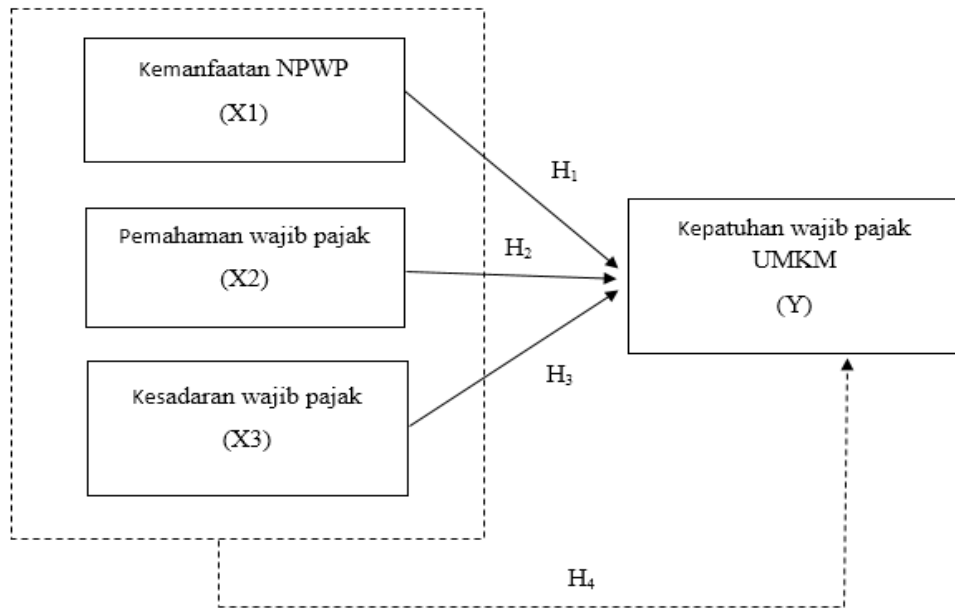 Kemanfaatan NPWP
(X1)
H₁
Pemahaman wajib pajak
(X2)
H₂
Kepatuhan wajib pajak
UMKM
(Y)
Kesadaran wajib pajak
(X3)
H₃
H₄